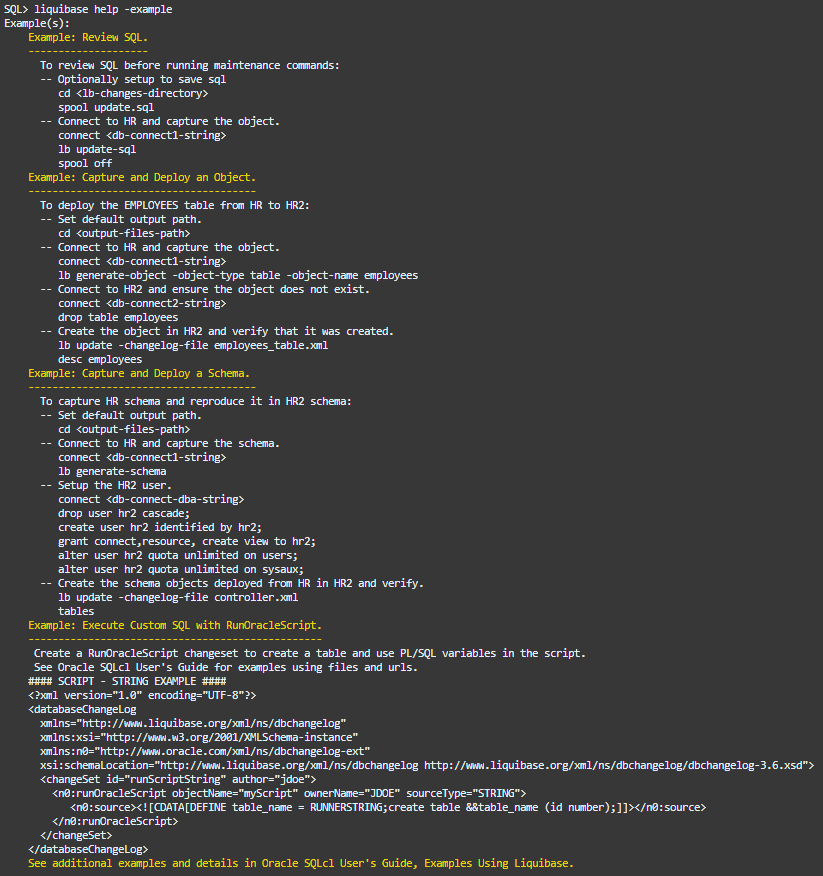 SQL> liquibase help -example
Example(s):
Example: Review SQL.
--------------------
To review SQL before running maintenance commands:
-- Optionally setup to save sql
cd <lb-changes-directory>
spool update.sql
-- Connect to HR and capture the object.
connect <db-connect1-string>
lb update-sql
spool off
Example: Capture and Deploy an Object.
--------------------------------------
To deploy the EMPLOYEES table from HR to HR2:
-- Set default output path.
cd <output-files-path>
-- Connect to HR and capture the object.
connect <db-connect1-string>
lb generate-object -object-type table -object-name employees
-- Connect to HR2 and ensure the object does not exist.
connect <db-connect2-string>
drop table employees
-- Create the object in HR2 and verify that it was created.
lb update -changelog-file employees_table.xml
desc employees
Example: Capture and Deploy a Schema.
--------------------------------------
To capture HR schema and reproduce it in HR2 schema:
-- Set default output path.
cd <output-files-path>
-- Connect to HR and capture the schema.
connect <db-connect1-string>
lb generate-schema
-- Setup the HR2 user.
connect <db-connect-dba-string>
drop user hr2 cascade;
create user hr2 identified by hr2;
grant connect,resource, create view to hr2;
alter user hr2 quota unlimited on users;
alter user hr2 quota unlimited on sysaux;
-- Create the schema objects deployed from HR in HR2 and verify.
lb update -changelog-file controller.xml
tables
Example: Execute Custom SQL with RunOracleScript.
-------------------------------------------------
Create a RunOracleScript changeset to create a table and use PL/SQL variables in the script.
See Oracle SQLcl User's Guide for examples using files and urls.
#### SCRIPT - STRING EXAMPLE ####
<?xml version="1.0" encoding="UTF-8"?>
<databaseChangeLog
xmlns="http://www.liquibase.org/xml/ns/dbchangelog"
xmlns:xsi="http://www.w3.org/2001/XMLSchema-instance"
xmlns:n0="http://www.oracle.com/xml/ns/dbchangelog-ext"
xsi:schemaLocation="http://www.liquibase.org/xml/ns/dbchangelog http://www.liquibase.org/xml/ns/dbchangelog/dbchangelog-3.6.xsd">
<changeSet id="runScriptString" author="jdoe">
<n0:runOracleScript objectName="myScript" ownerName="JDOE" sourceType="STRING">
<n0:source><![CDATA[DEFINE table_name = RUNNERSTRING;create table &&table_name (id number);]]></n0:source>
</n0:runOracleScript>
</changeSet>
</databaseChangeLog>
See additional examples and details in Oracle SQLcl User's Guide, Examples Using Liquibase.